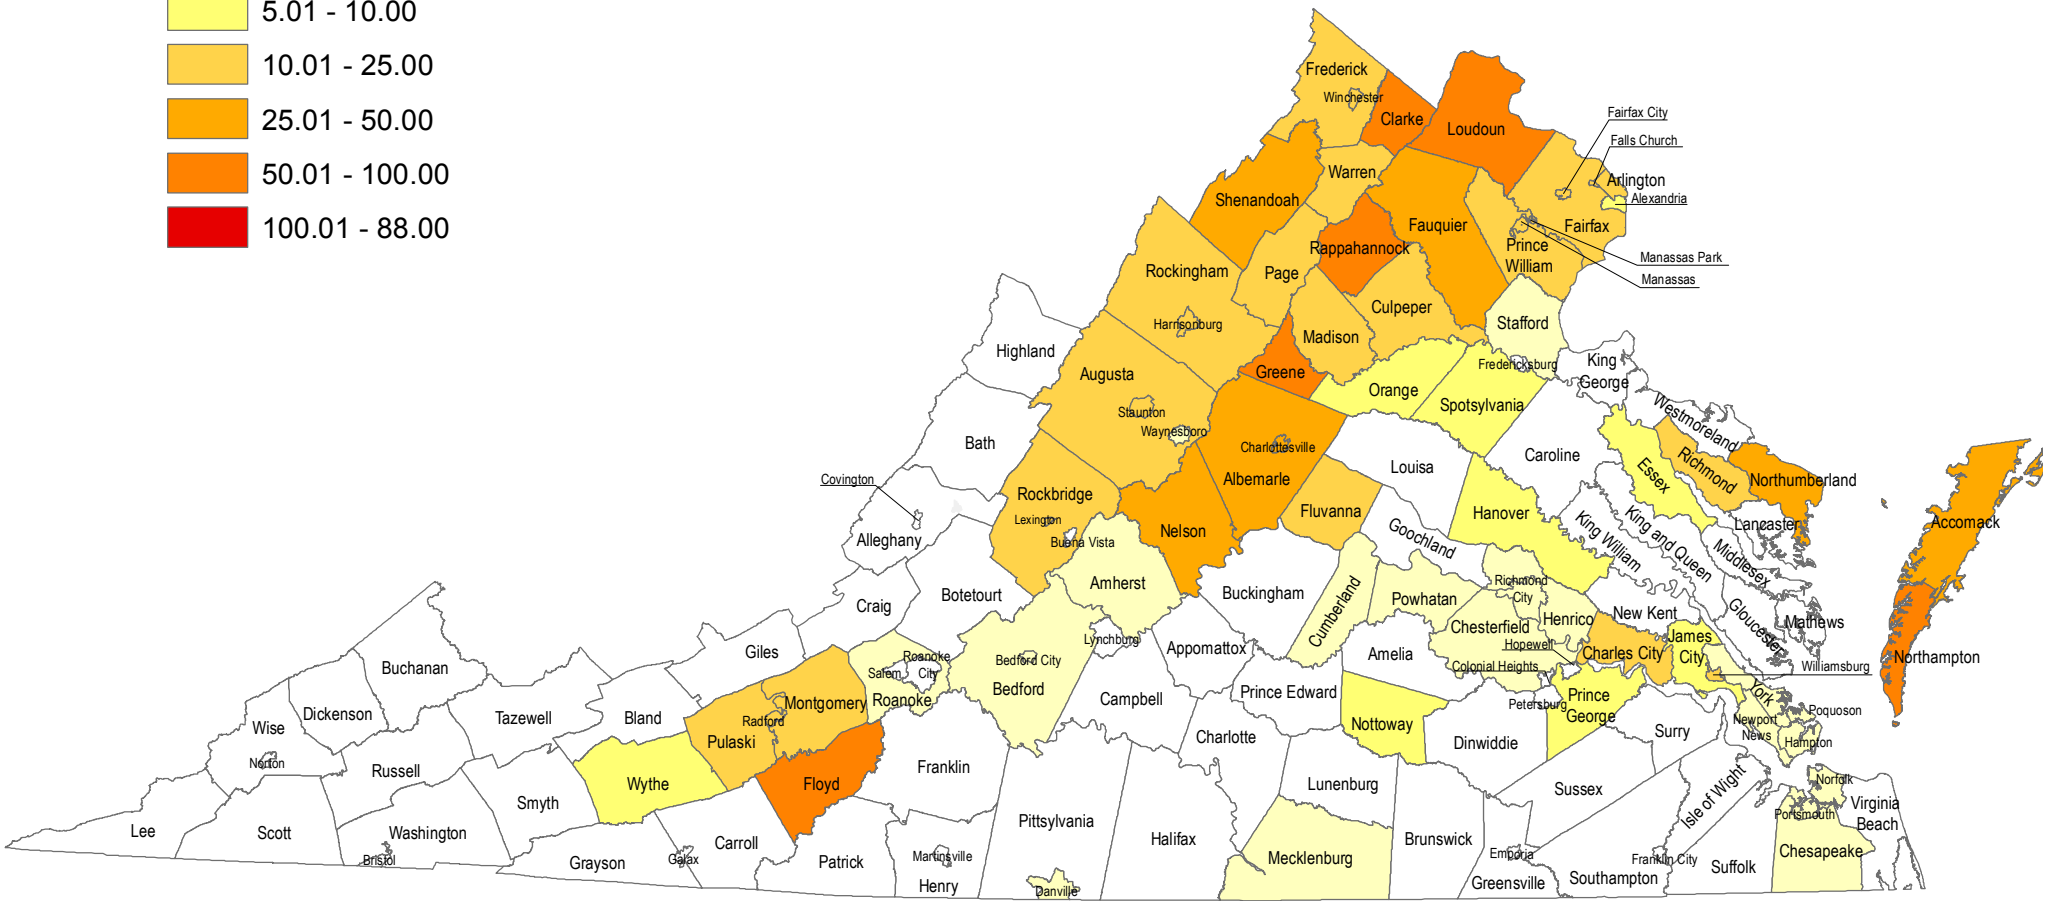 5.01 - 10.00
10.01 - 25.00
25.01 - 50.00
50.01 - 100.00
100.01 - 88.00
Frederick
Winchester
Clarke
Loudoun
Fairfax City
Falls Church
Warren
Arlington
Alexandria
Shenandoah
Fauquier
Fairfax
Rappahannock
Prince
William
Manassas Park
Manassas
Rockingham
Page
Culpeper
Harrisonburg
Madison
Stafford
Highland
Fredericksburg
King
George
Augusta
Greene
Orange
Spotsylvania
Westmoreland
Staunton
Waynesboro
Bath
Charlottesville
Caroline
Louisa
Richmond
Essex
Northumberland
Covington
Albemarle
Rockbridge
Lexington
Fluvanna
Hanover
Nelson
Buena Vista
Alleghany
Goochland
King William
King and Queen
Lancaster
Accomack
Middlesex
Amherst
Richmond
City
Botetourt
Buckingham
Cumberland
Powhatan
Craig
New Kent
Gloucester
Mathews
Henrico
Chesterfield
Lynchburg
Appomattox
Hopewell
James
City
Charles City
Northampton
Williamsburg
Amelia
Colonial Heights
Buchanan
Giles
Roanoke
City
Salem
Bedford City
Bedford
Roanoke
Campbell
Prince Edward
Prince
George
Petersburg
York
Poquoson
Montgomery
Radford
Dickenson
Tazewell
Bland
Wise
Nottoway
Newport
News
Hampton
Surry
Pulaski
Charlotte
Dinwiddie
Norton
Russell
Wythe
Floyd
Franklin
Lunenburg
Sussex
Isle of Wight
Norfolk
Virginia
Beach
Portsmouth
Smyth
Lee
Scott
Washington
Carroll
Pittsylvania
Halifax
Brunswick
Chesapeake
Bristol
Grayson
Galax
Patrick
Martinsville
Henry
Mecklenburg
Emporia
Greensville
Franklin City
Southampton
Suffolk
Danville